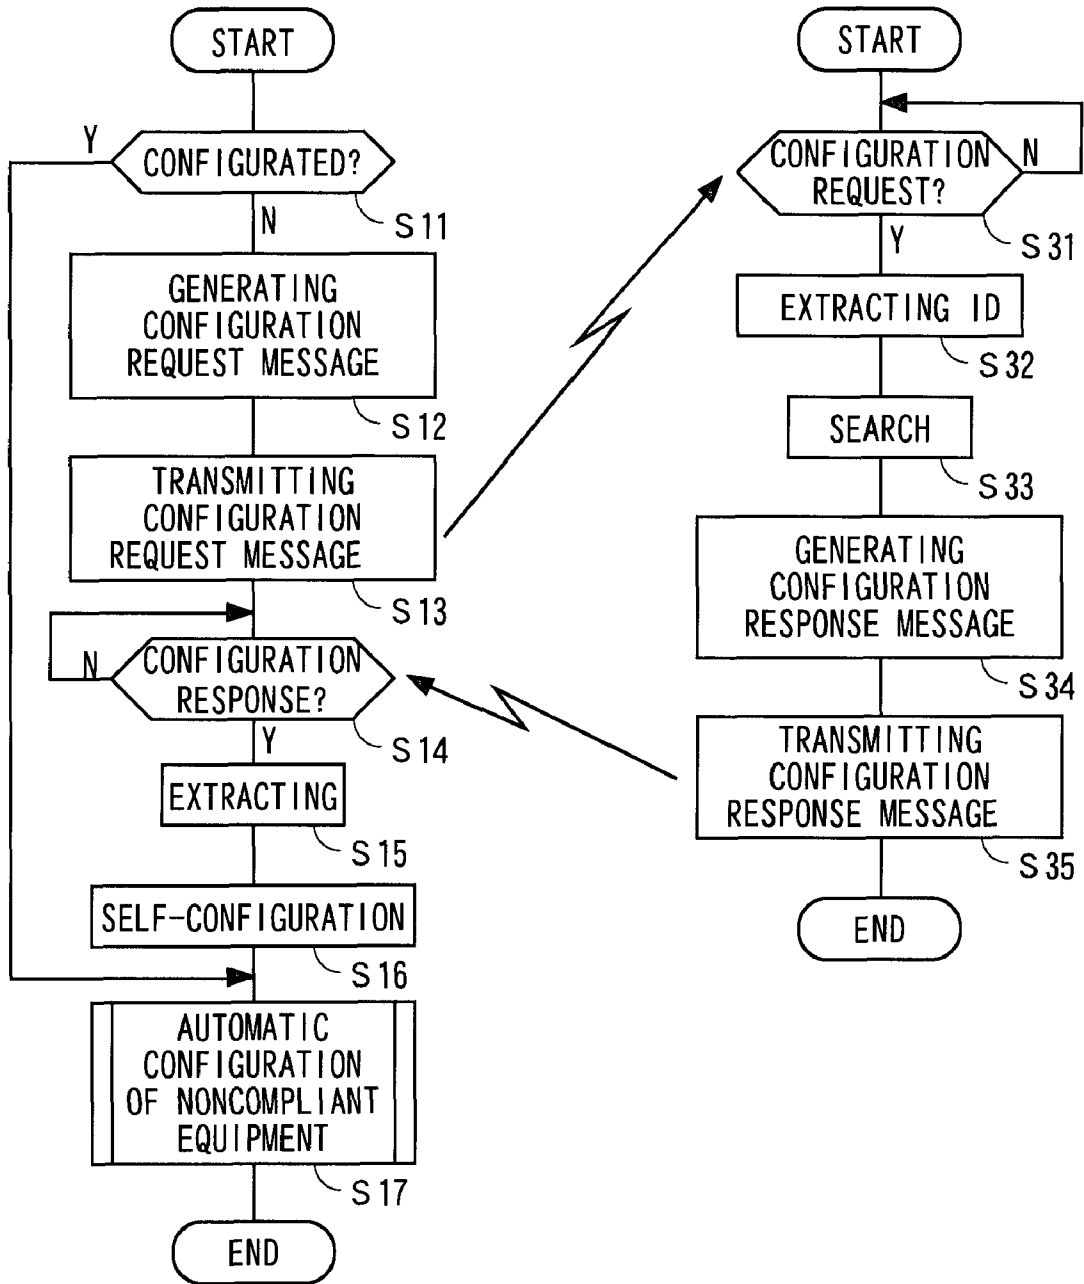 START
Y
CONFIGURATED?
S11
N
GENERATING
CONFIGURATION
REQUEST MESSAGE
S12
TRANSMITTING
CONFIGURATION
REQUEST MESSAGE
S13
N
CONFIGURATION
RESPONSE?
S14
Y
EXTRACTING
S15
SELF-CONFIGURATION
S16
AUTOMATIC
CONFIGURATION
OF NONCOMPLIANT
EQUIPMENT
S17
END
START
CONFIGURATION
REQUEST?
N
S31
Y
EXTRACTING ID
S32
SEARCH
S33
GENERATING
CONFIGURATION
RESPONSE MESSAGE
S34
TRANSMITTING
CONFIGURATION
RESPONSE MESSAGE
S35
END